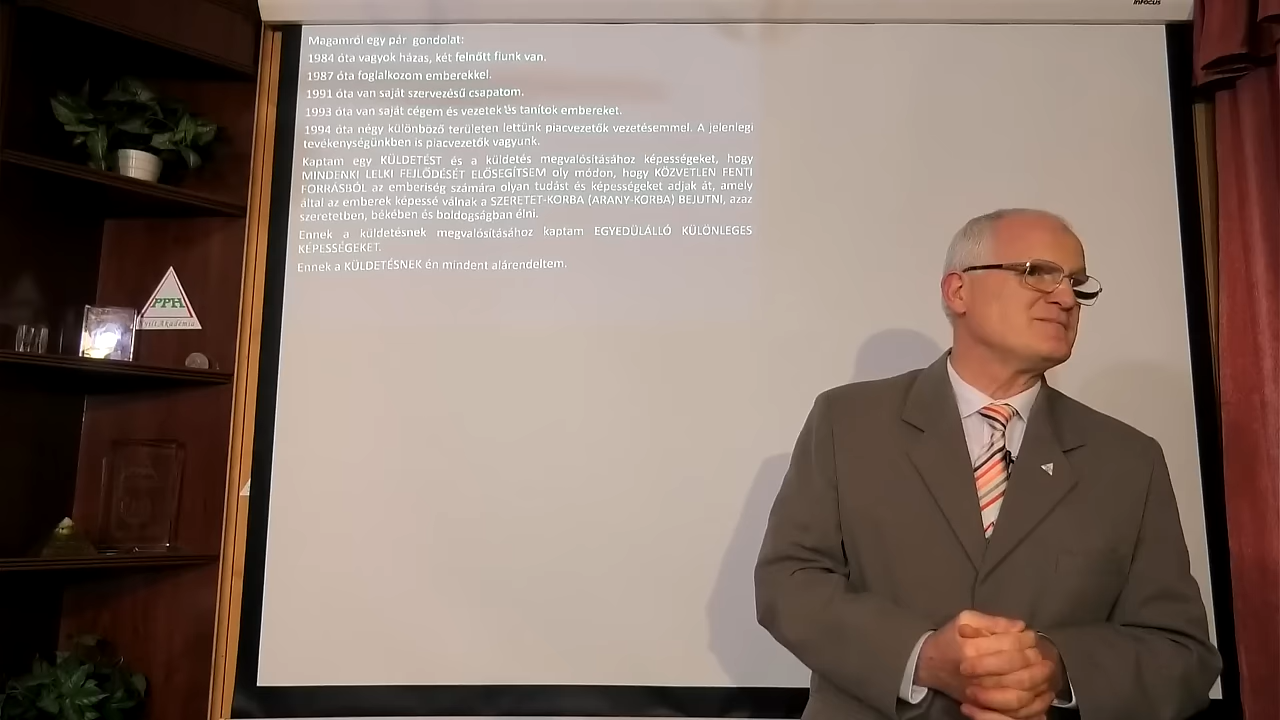 InFocus
Magamról egy pár gondolat:
1984 óta vagyok házas, két felnőtt fiunk van.
1987 óta foglalkozom emberekkel.
1991 óta van saját szervezésű csapatom.
1993 óta van saját cégem és vezetek és tanítok embereket.
1994 óta négy különböző területen lettünk piacvezetők vezetésemmel. A jelenlegi
tevékenységünkben is piacvezetők vagyunk.
Kaptam egy KÜLDETÉST és a küldetés megvalósításához képességeket, hogy
MINDENKI LELKI FEJLŐDÉSÉT ELŐSEGÍTSEM oly módon, hogy KÖZVETLEN FENTI
FORRÁSBÓL az emberiség számára olyan tudást és képességeket adjak át, amely
által az emberek képessé válnak a SZERETET-KORBA (ARANY-KORBA) BEJUTNI, azaz
szeretetben, békében és boldogságban élni.
Ennek a küldetésnek megvalósításához kaptam EGYEDÜLÁLLÓ KÜLÖNLEGES
KÉPESSÉGEKET.
Ennek a KÜLDETÉSNEK én mindent alárendeltem.
PPH
Akadémia